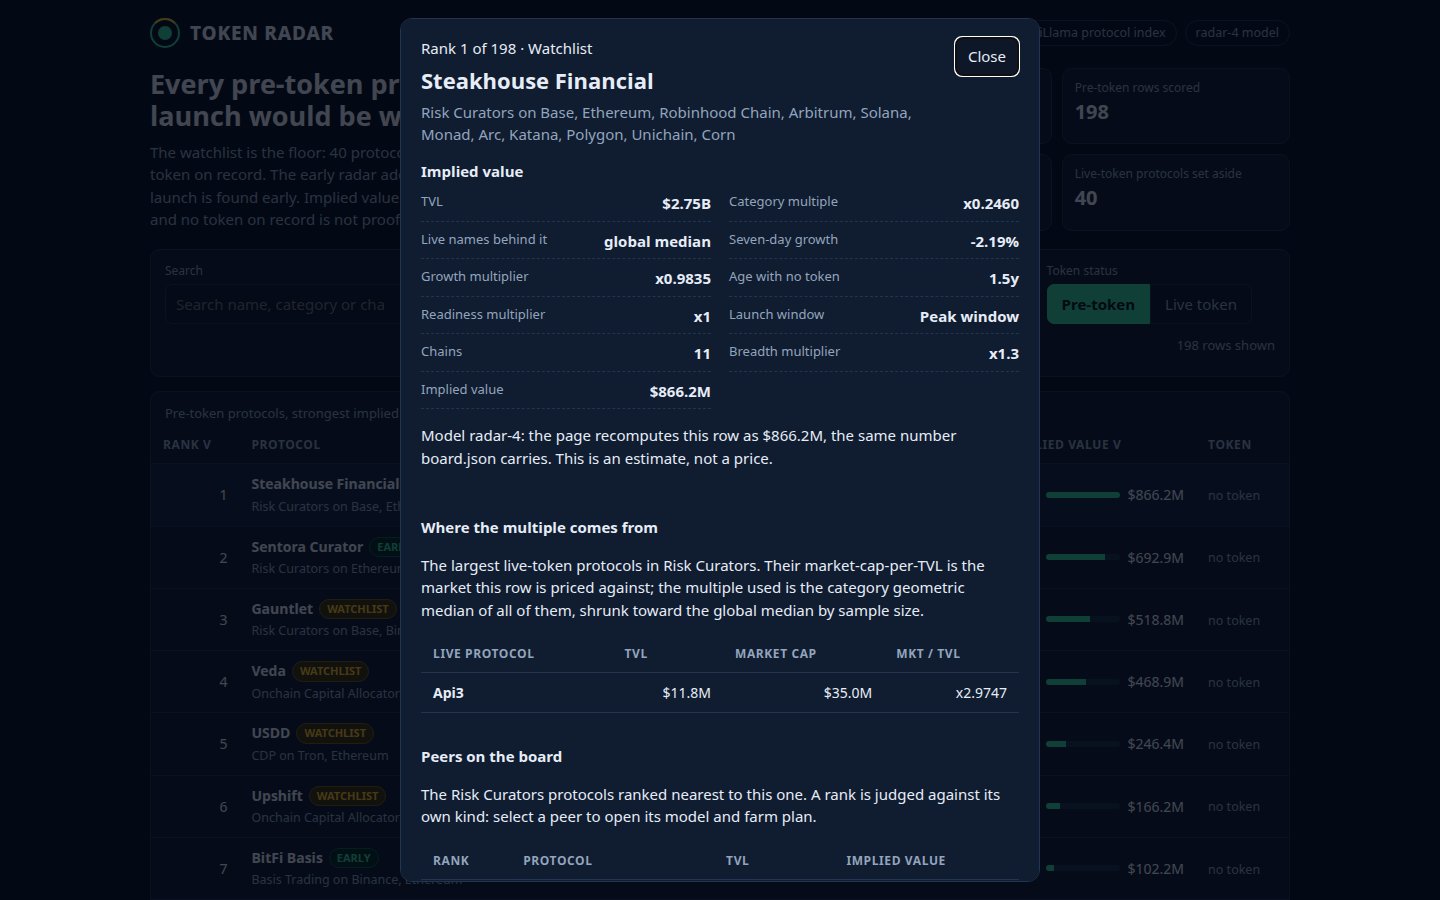 TOKEN RADAR
Llama protocol index
radar-4 model
Every pre-token pr
launch would be w
The watchlist is the floor: 40 protoc
token on record. The early radar ad
launch is found early. Implied value
and no token on record is not proof
Pre-token rows scored
198
Live-token protocols set aside
40
Search
Search name, category or cha
Token status
Pre-token
Live token
198 rows shown
Pre-token protocols, strongest implied
RANK V
PROTOCOL
IED VALUE V
TOKEN
1
Steakhouse Financial
Risk Curators on Base, Et
$866.2M
no token
2
Sentora Curator
EAR
Risk Curators on Ethereu
$692.9M
no token
3
Gauntlet
WATCHLIST
Risk Curators on Base, Bi
$518.8M
no token
4
Veda
WATCHLIST
Onchain Capital Allocator
$468.9M
no token
5
USDD
WATCHLIST
CDP on Tron, Ethereum
$246.4M
no token
6
Upshift
WATCHLIST
Onchain Capital Allocator
$166.2M
no token
7
BitFi Basis
EARLY
Basis Trading on Binance, Ethereum
$102.2M
no token
Rank 1 of 198 · Watchlist
Close
Steakhouse Financial
Risk Curators on Base, Ethereum, Robinhood Chain, Arbitrum, Solana,
Monad, Arc, Katana, Polygon, Unichain, Corn
Implied value
TVL $2.75B
Category multiple x0.2460
Live names behind it global median
Seven-day growth -2.19%
Growth multiplier x0.9835
Age with no token 1.5y
Readiness multiplier x1
Launch window Peak window
Chains 11
Breadth multiplier x1.3
Implied value $866.2M
Model radar-4: the page recomputes this row as $866.2M, the same number
board.json carries. This is an estimate, not a price.
Where the multiple comes from
The largest live-token protocols in Risk Curators. Their market-cap-per-TVL is the
market this row is priced against; the multiple used is the category geometric
median of all of them, shrunk toward the global median by sample size.
LIVE PROTOCOL TVL MARKET CAP MKT / TVL
Api3 $11.8M $35.0M x2.9747
Peers on the board
The Risk Curators protocols ranked nearest to this one. A rank is judged against its
own kind: select a peer to open its model and farm plan.
RANK PROTOCOL TVL IMPLIED VALUE